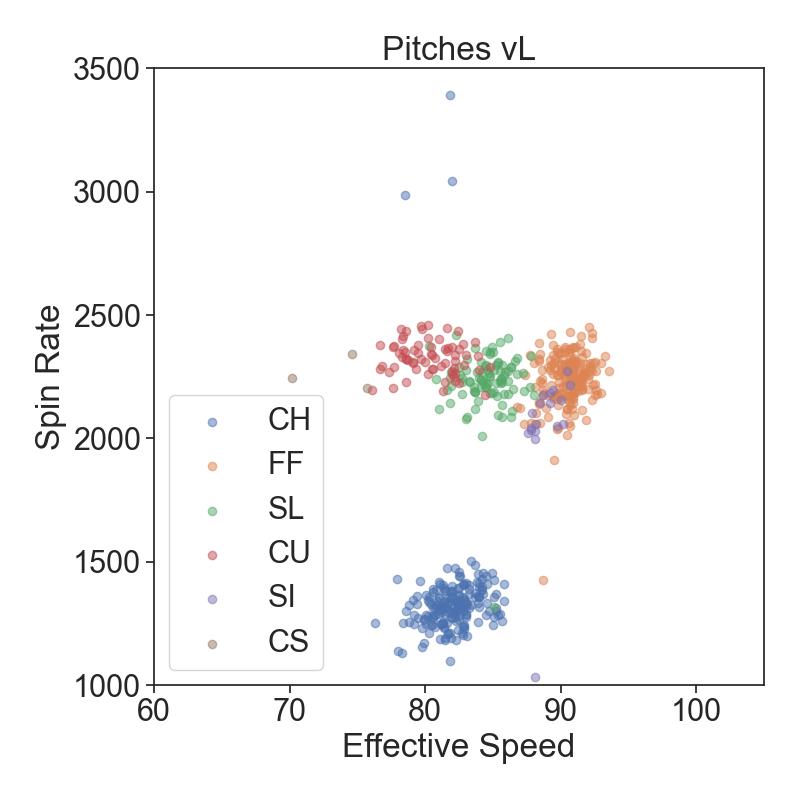 Pitches vL
3500
3000
2500
2000
1500
1000
Spin Rate
CH
FF
SL
CU
SI
CS
60 70 80 90 100
Effective Speed